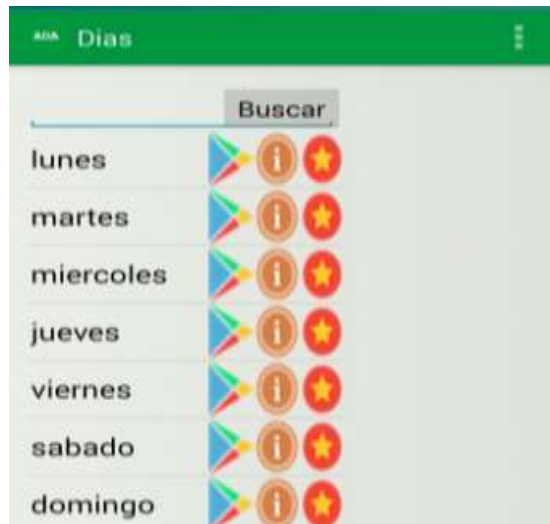 ADA Dias
Buscar
lunes
martes
miercoles
jueves
viernes
sabado
domingo